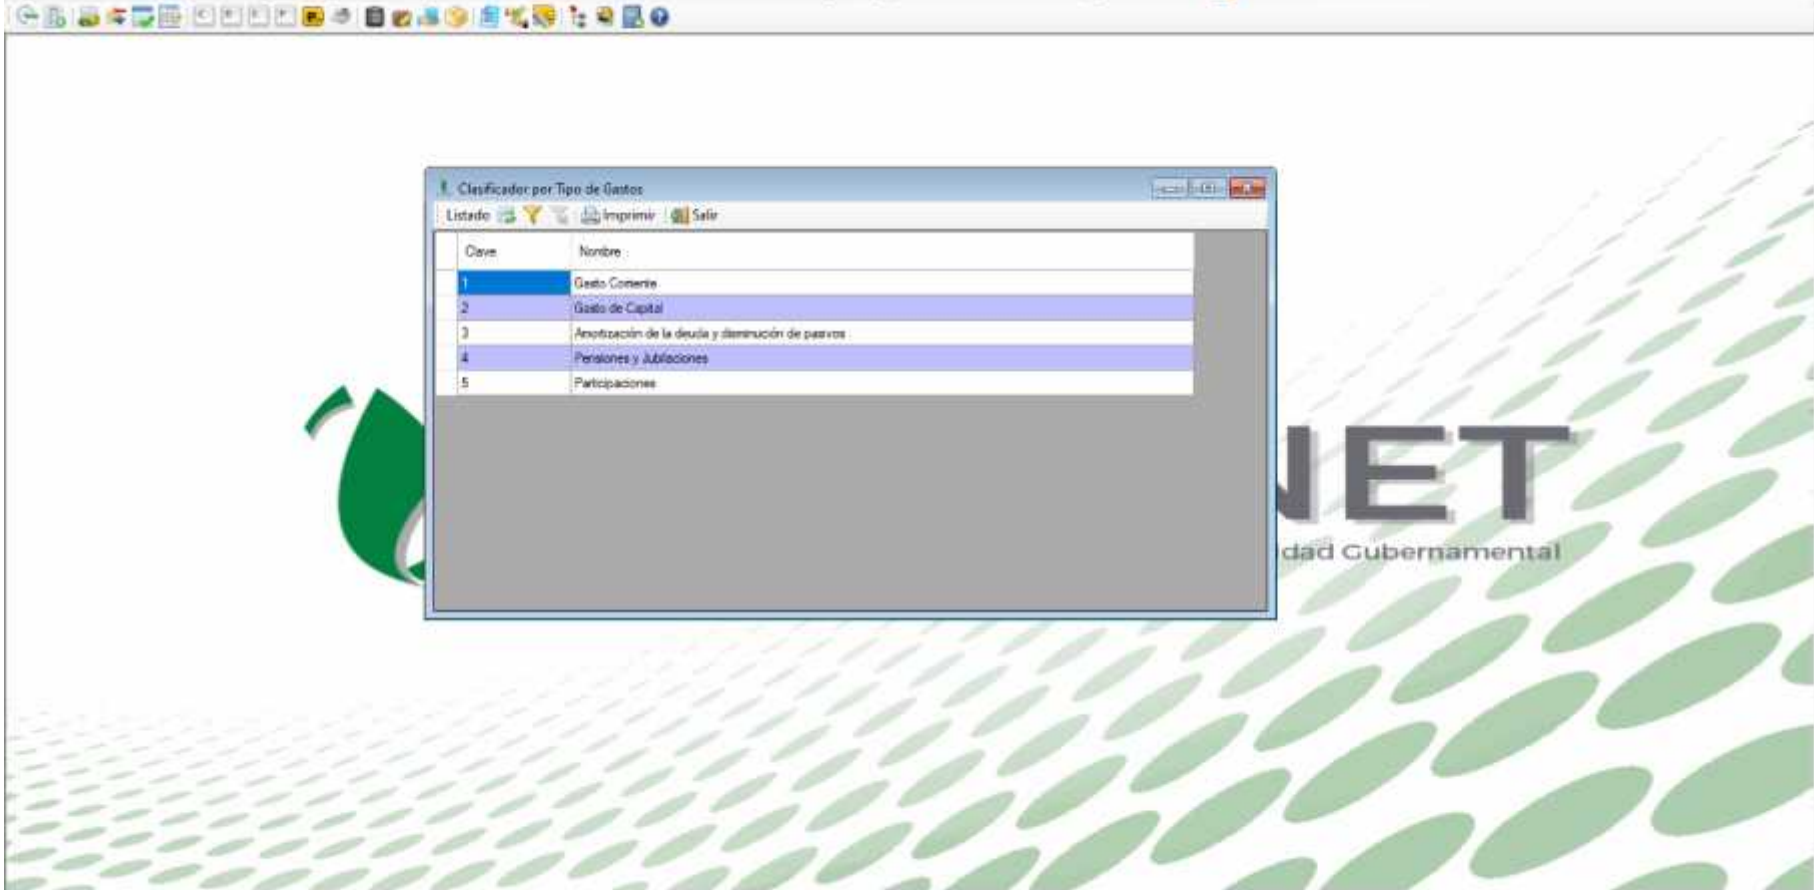 Clasificador por Tipo de Gastos
Listado Imprimir Salir
Clave Nombre
1 Gasto Corriente
2 Gasto de Capital
3 Amortización de la deuda y disminución de pasivos
4 Pensiones y Jubilaciones
5 Participaciones
NET
idad Gubernamental